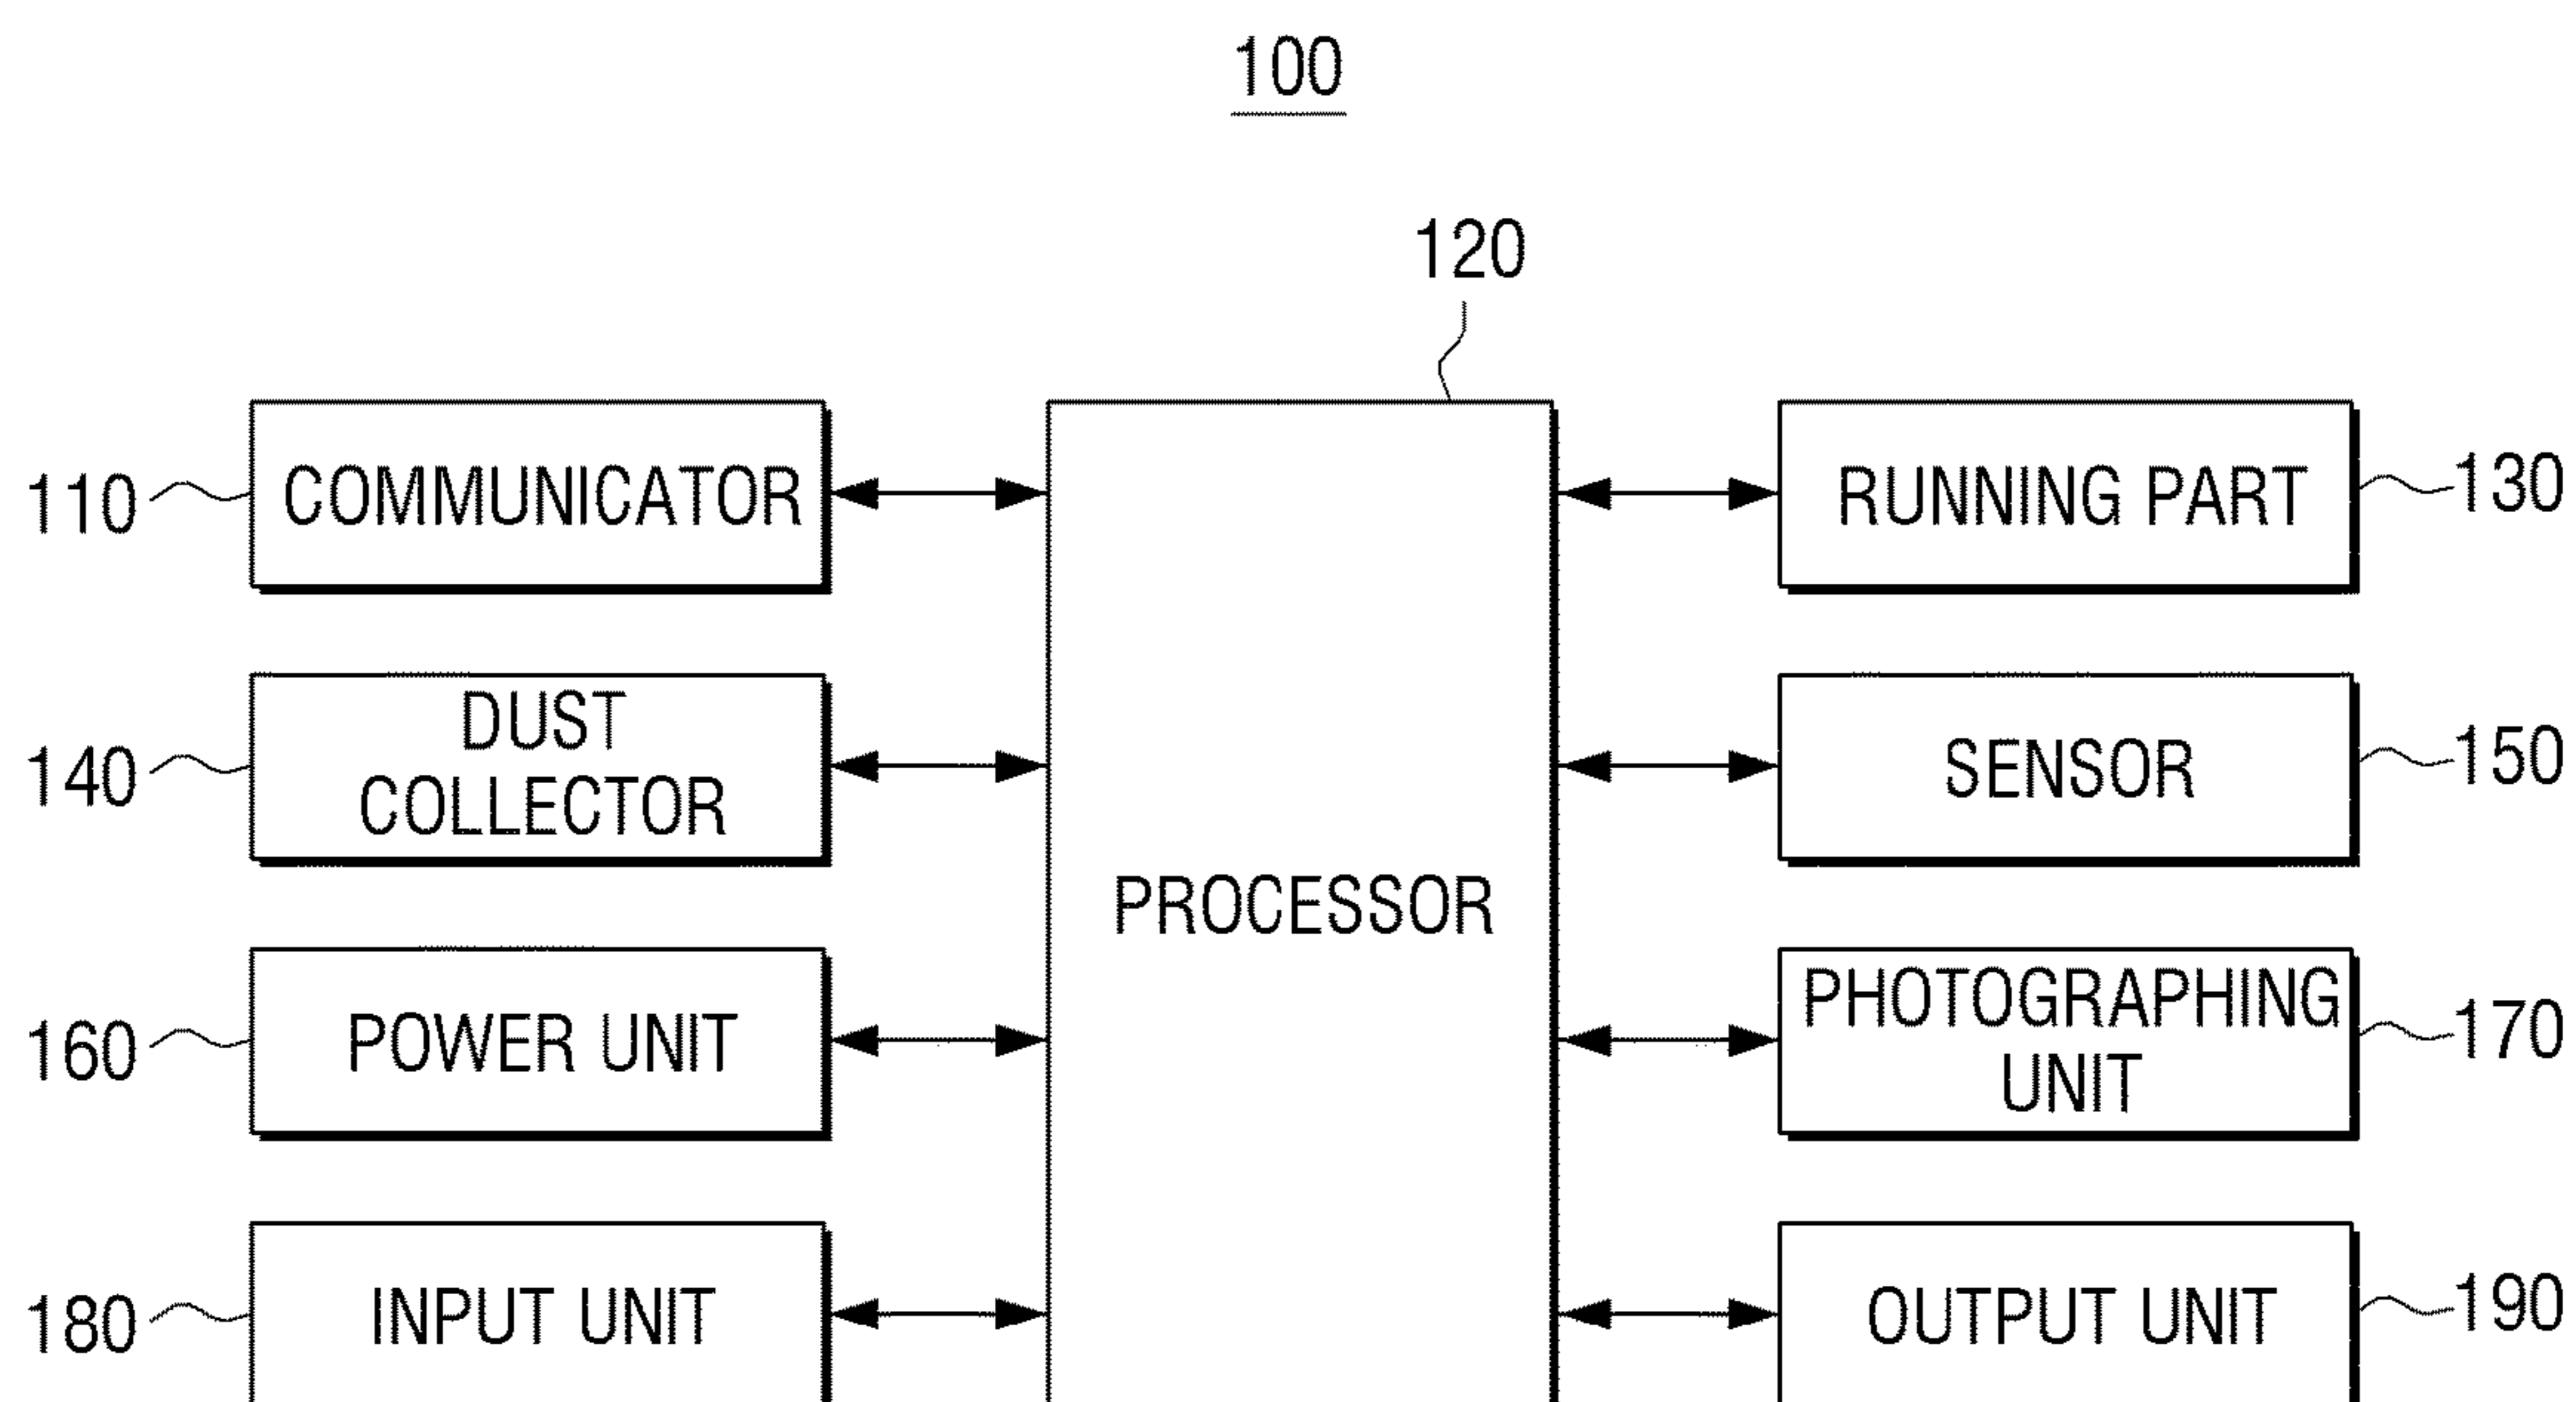 100
120
110 COMMUNICATOR
RUNNING PART 130
140 DUST
COLLECTOR
SENSOR 150
PROCESSOR
160 POWER UNIT
PHOTOGRAPHING
UNIT 170
180 INPUT UNIT
OUTPUT UNIT 190